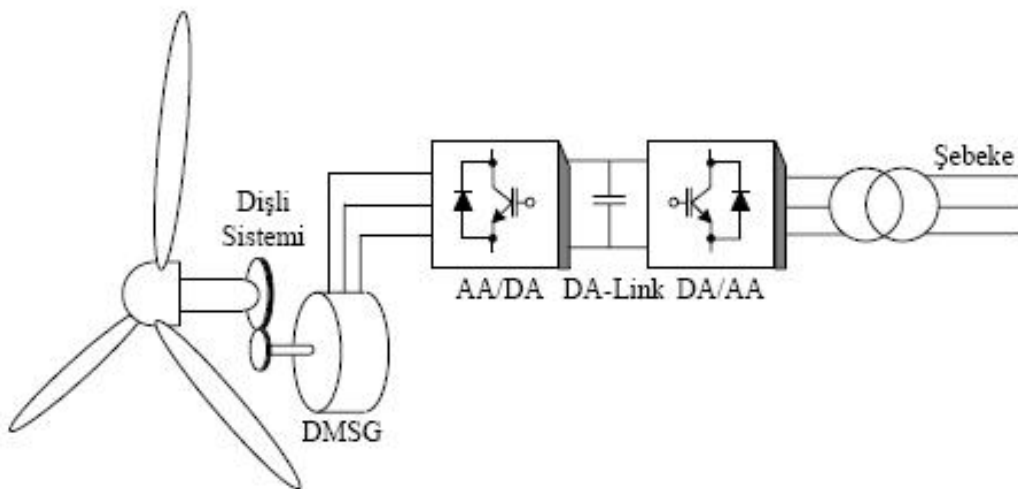 Şebeke
Dişli
Sistemi
AA/DA
DA-Link
DA/AA
DMSG